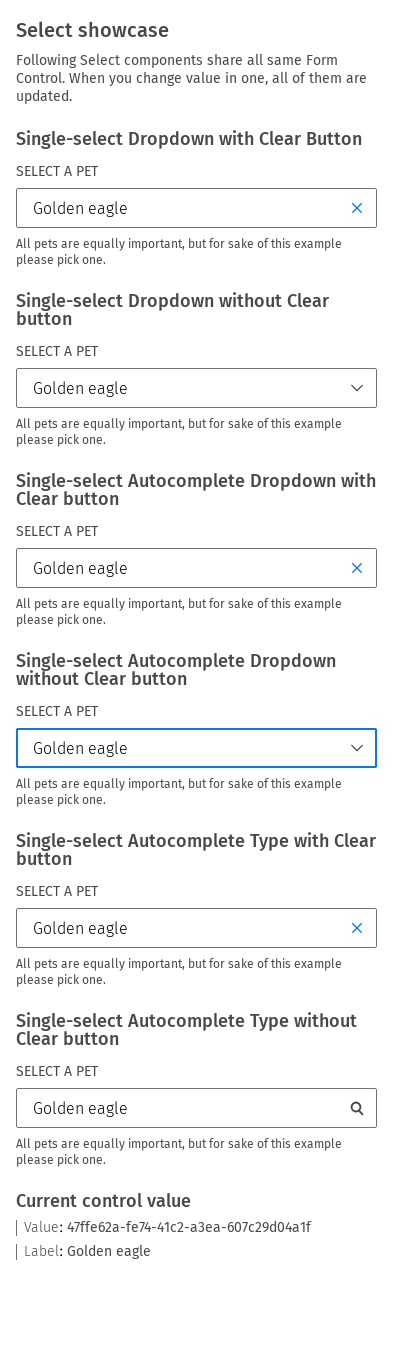 Select showcase
Following Select components share all same Form
Control. When you change value in one, all of them are
updated.
Single-select Dropdown with Clear Button
SELECT A PET
Golden eagle
All pets are equally important, but for sake of this example
please pick one.
Single-select Dropdown without Clear
button
SELECT A PET
Golden eagle
All pets are equally important, but for sake of this example
please pick one.
Single-select Autocomplete Dropdown with
Clear button
SELECT A PET
Golden eagle
All pets are equally important, but for sake of this example
please pick one.
Single-select Autocomplete Dropdown
without Clear button
SELECT A PET
Golden eagle
All pets are equally important, but for sake of this example
please pick one.
Single-select Autocomplete Type with Clear
button
SELECT A PET
Golden eagle
All pets are equally important, but for sake of this example
please pick one.
Single-select Autocomplete Type without
Clear button
SELECT A PET
Golden eagle
All pets are equally important, but for sake of this example
please pick one.
Current control value
Value: 47ffe62a-fe74-41c2-a3ea-607c29d04a1f
Label: Golden eagle